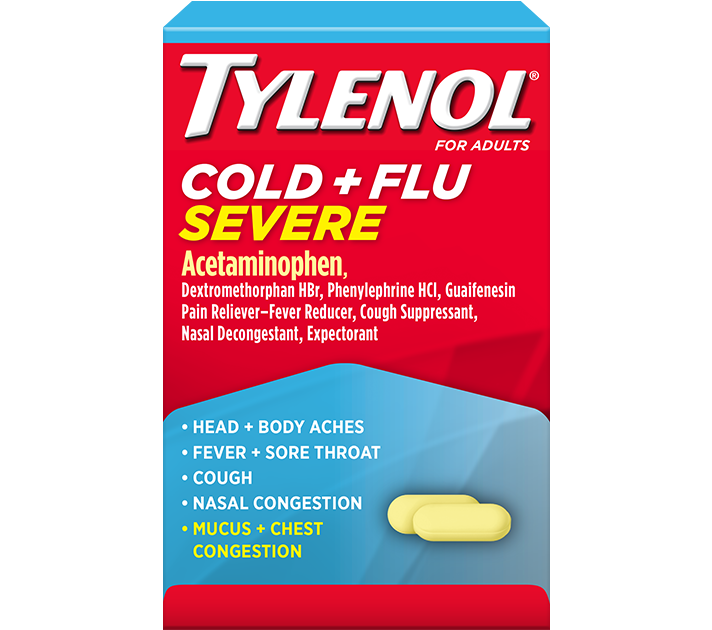 TYLENOL®
FOR ADULTS
COLD + FLU
SEVERE
Acetaminophen,
Dextromethorphan HBr, Phenylephrine HCl, Guaifenesin
Pain Reliever–Fever Reducer, Cough Suppressant,
Nasal Decongestant, Expectorant
• HEAD + BODY ACHES
• FEVER + SORE THROAT
• COUGH
• NASAL CONGESTION
• MUCUS + CHEST
CONGESTION